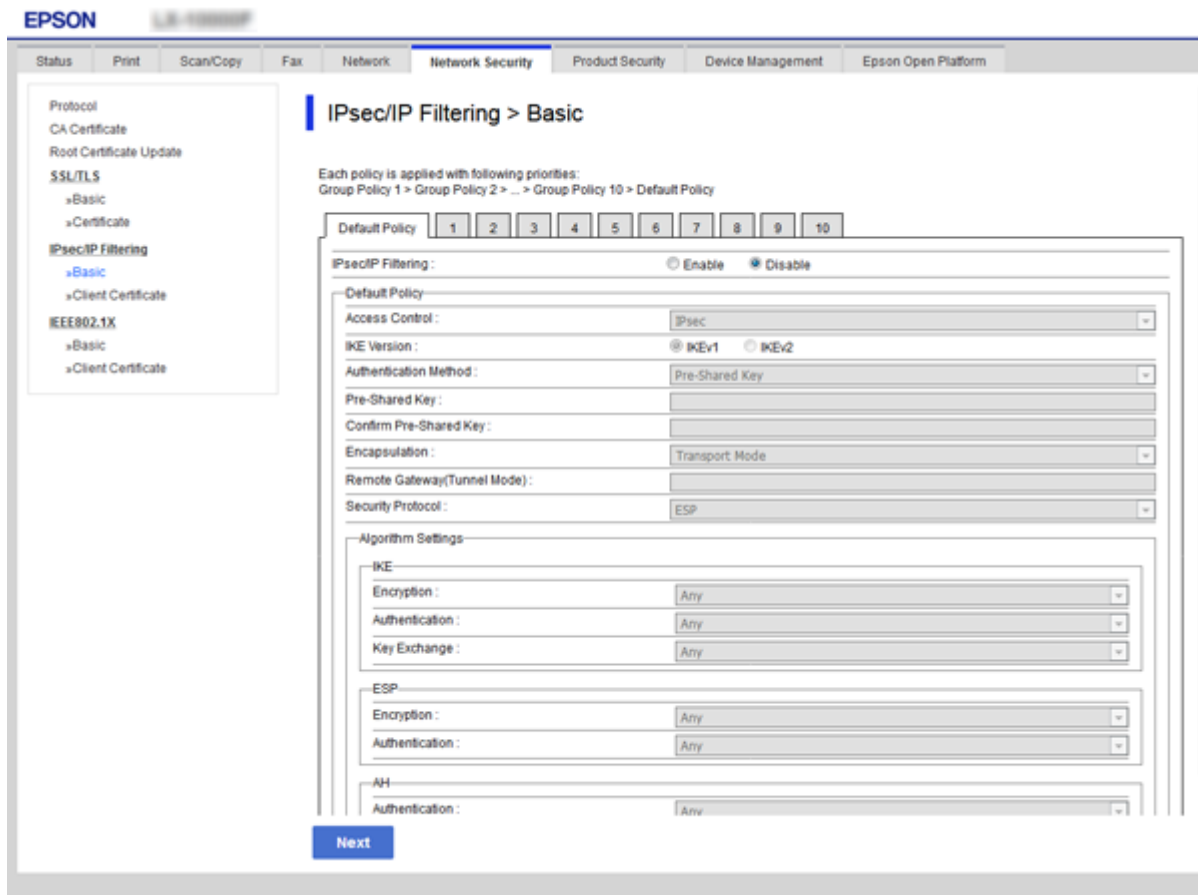 EPSON
Status Print Scan/Copy Fax Network Network Security Product Security Device Management Epson Open Platform
Protocol
CA Certificate
Root Certificate Update
SSL/TLS
»Basic
»Certificate
IPsec/IP Filtering
»Basic
»Client Certificate
IEEE802.1X
»Basic
»Client Certificate
IPsec/IP Filtering > Basic
Each policy is applied with following priorities:
Group Policy 1 > Group Policy 2 > ... > Group Policy 10 > Default Policy
Default Policy 1 2 3 4 5 6 7 8 9 10
IPsec/IP Filtering : Enable Disable
Default Policy
Access Control : IPsec
IKE Version : IKEv1 IKEv2
Authentication Method : Pre-Shared Key
Pre-Shared Key :
Confirm Pre-Shared Key :
Encapsulation : Transport Mode
Remote Gateway(Tunnel Mode) :
Security Protocol : ESP
Algorithm Settings
IKE
Encryption : Any
Authentication : Any
Key Exchange : Any
ESP
Encryption : Any
Authentication : Any
AH
Authentication : Any
Next